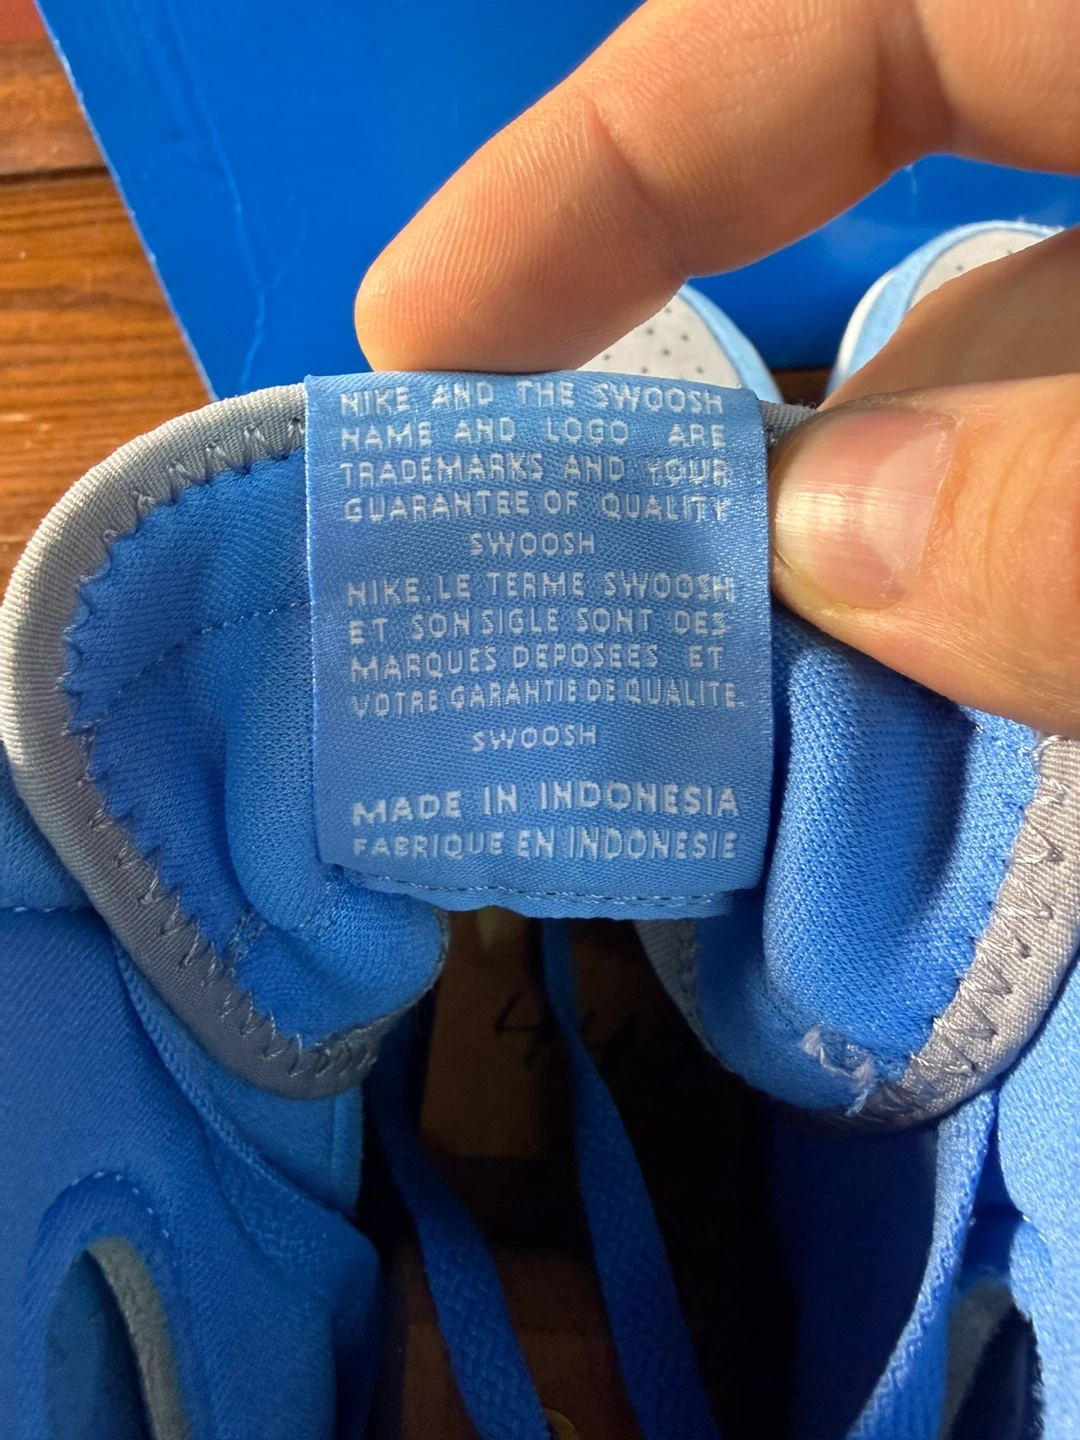 NIKE AND THE SWOOSH
NAME AND LOGO ARE
TRADEMARKS AND YOUR
GUARANTEE OF QUALITY
SWOOSH
NIKE.LE TERME SWOOSH
ET SON SIGLE SONT DES
MARQUES DEPOSEES ET
VOTRE GARANTIE DE QUALITE.
SWOOSH
MADE IN INDONESIA
FABRIQUE EN INDONESIE